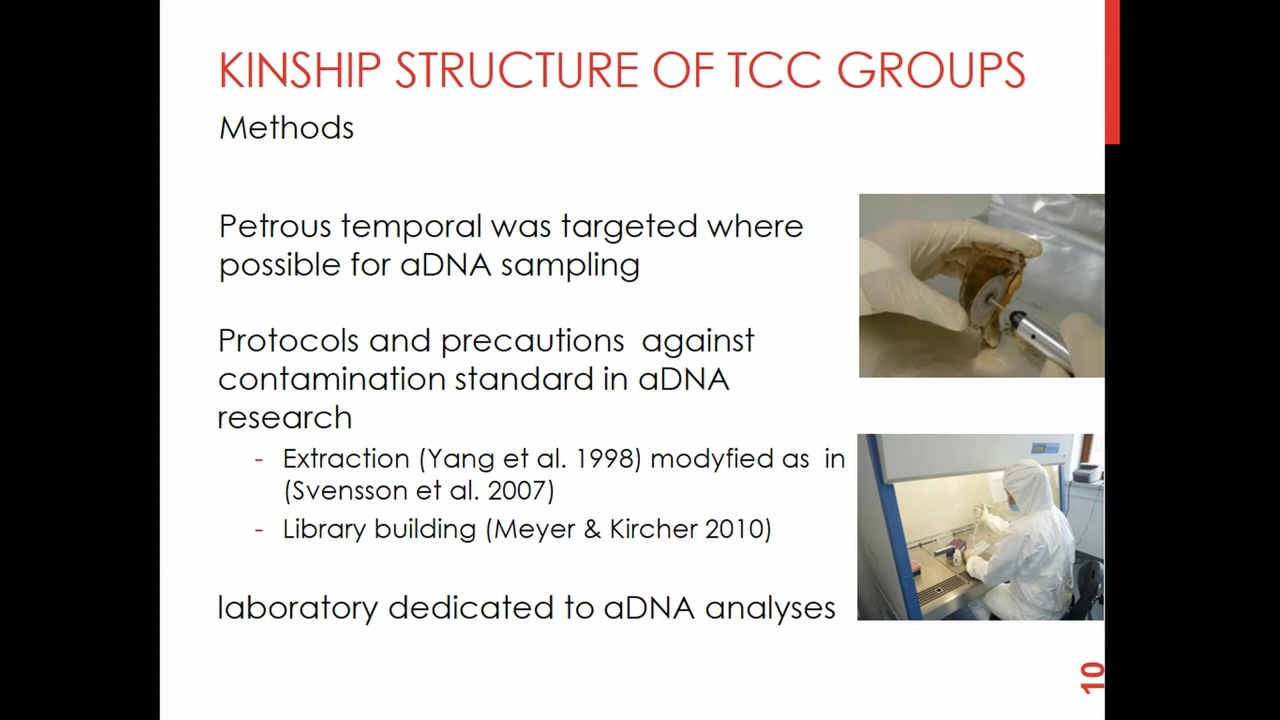 KINSHIP STRUCTURE OF TCC GROUPS
Methods
Petrous temporal was targeted where
possible for aDNA sampling
Protocols and precautions against
contamination standard in aDNA
research
- Extraction (Yang et al. 1998) modyfied as in
(Svensson et al. 2007)
- Library building (Meyer & Kircher 2010)
laboratory dedicated to aDNA analyses
10